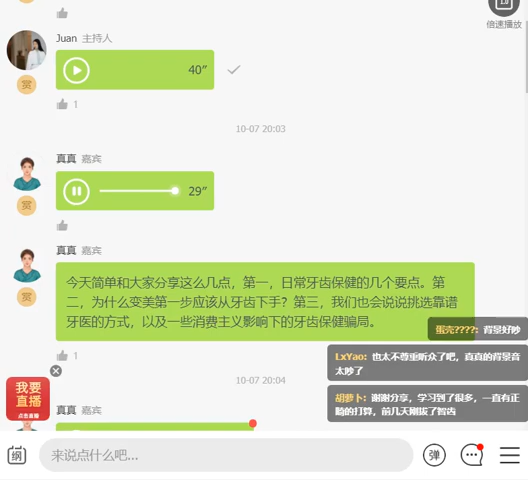 倍速播放
Juan 主持人
40″
赏
1
10-07 20:03
真真 嘉宾
29″
赏
真真 嘉宾
今天简单和大家分享这么几点，第一，日常牙齿保健的几个要点。第
二，为什么变美第一步应该从牙齿下手？第三，我们也会说说挑选靠谱
牙医的方式，以及一些消费主义影响下的牙齿保健骗局。
赏
1
蛋壳????: 背景好吵
LxYao: 也太不尊重听众了吧，真真的背景音
太吵了
10-07 20:04
胡萝卜: 谢谢分享，学习到了很多，一直有正
畸的打算，前几天刚拔了智齿
我要
直播
点击直播
真真 嘉宾
纲
来说点什么吧...
弹